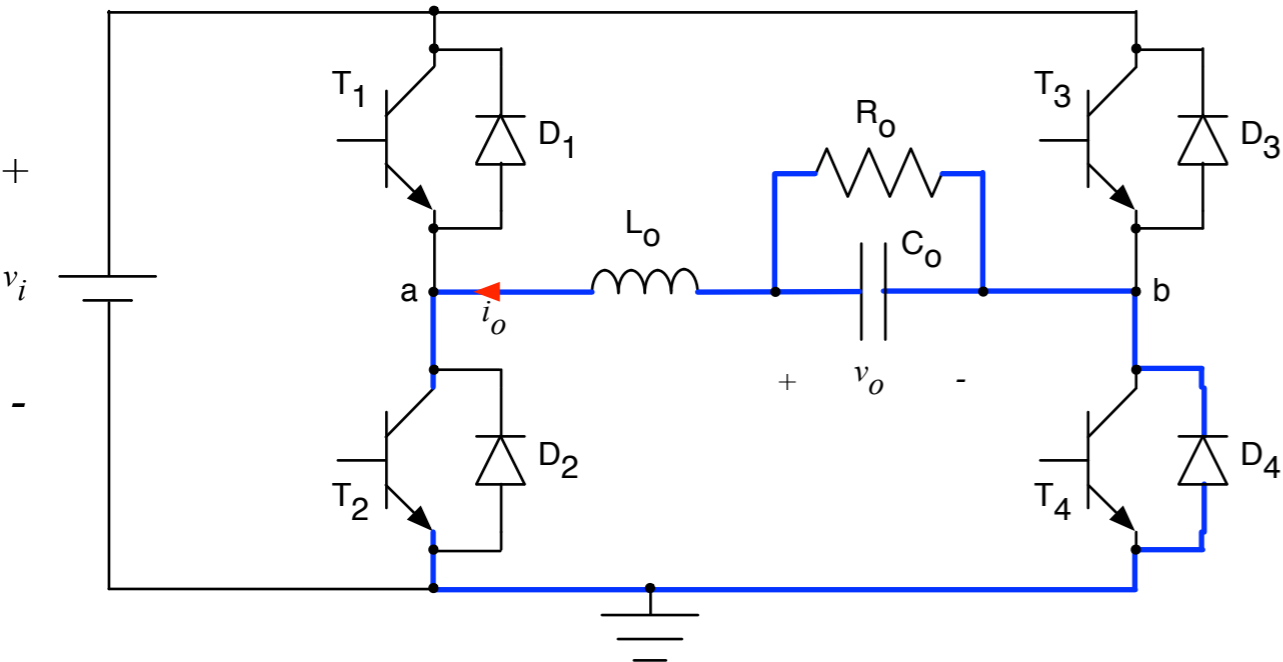 T1
D1
+
vi
-
Ro
Lo
Co
a
io
b
+
vo
-
T3
D3
T2
D2
T4
D4